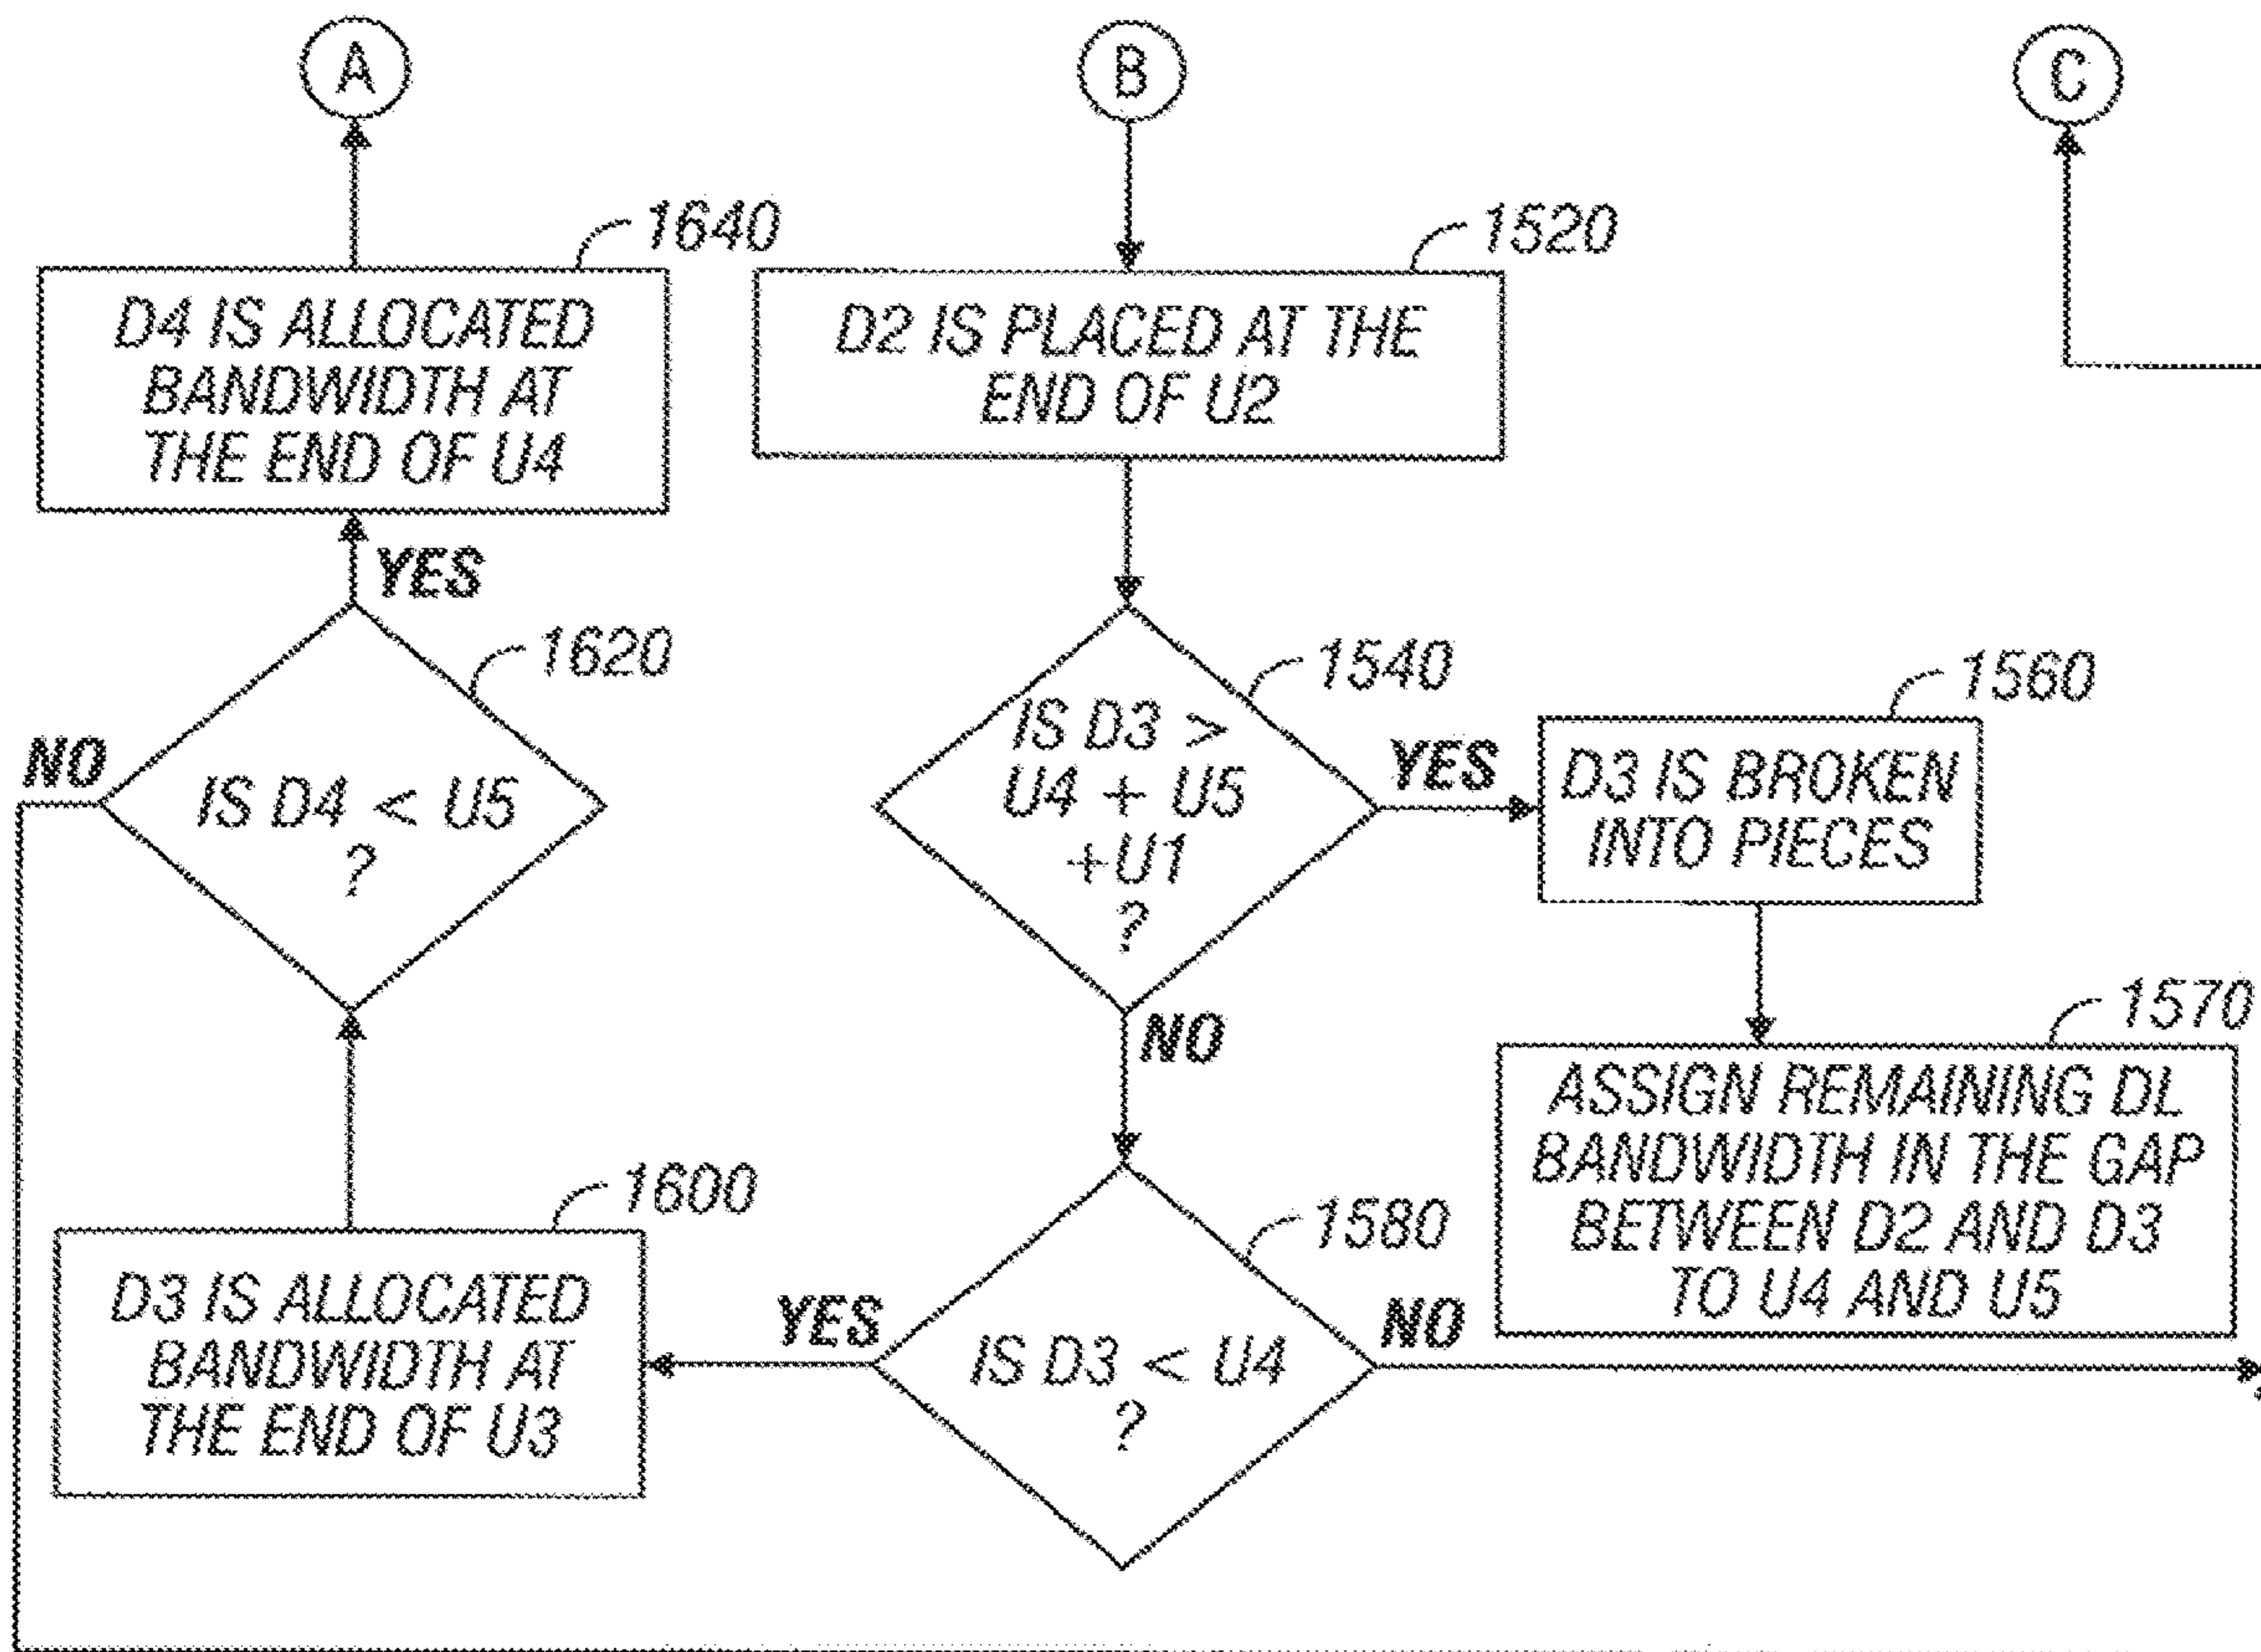 A
B
C
1640
D4 IS ALLOCATED
BANDWIDTH AT
THE END OF U4
1520
D2 IS PLACED AT THE
END OF U2
YES
1620
NO
IS D4 < U5
?
1540
IS D3 >
U4 + U5
+U1
?
YES
1560
D3 IS BROKEN
INTO PIECES
NO
1570
ASSIGN REMAINING DL
BANDWIDTH IN THE GAP
BETWEEN D2 AND D3
TO U4 AND U5
1600
D3 IS ALLOCATED
BANDWIDTH AT
THE END OF U3
YES
1580
IS D3 < U4
?
NO